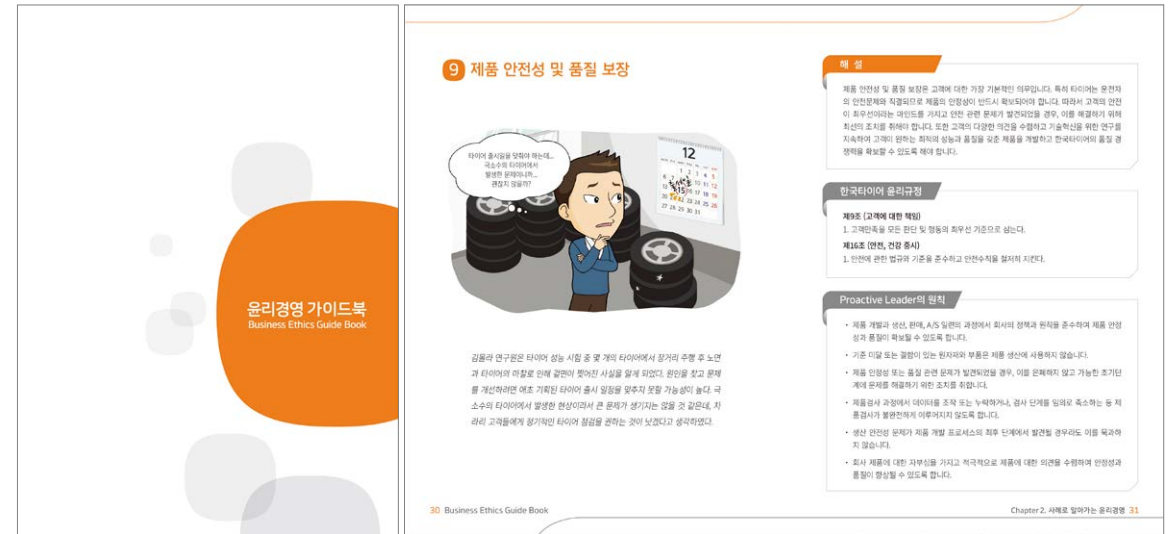 윤리경영 가이드북
Business Ethics Guide Book
9 제품 안전성 및 품질 보장
타이어 출시일을 맞춰야 하는데...
극소수의 타이어에서
발생한 문제이니까...
괜찮지 않을까?
12
1 2 3 4 5
6 7 10 11 12
13 15 16 17 18 19
20 22 23 24 25 26
27 28 29 30 31
김몰라 연구원은 타이어 성능 시험 중 몇 개의 타이어에서 장거리 주행 후 노면
과 타이어의 마찰로 인해 겉면이 찢어진 사실을 알게 되었다. 원인을 찾고 문제
를 개선하려면 애초 기획된 타이어 출시 일정을 맞추지 못할 가능성이 높다. 극
소수의 타이어에서 발생한 현상이라서 큰 문제가 생기지는 않을 것 같은데, 차
라리 고객들에게 정기적인 타이어 점검을 권하는 것이 낫겠다고 생각하였다.
30 Business Ethics Guide Book
해 설
제품 안전성 및 품질 보장은 고객에 대한 가장 기본적인 의무입니다. 특히 타이어는 운전자
의 안전문제와 직결되므로 제품의 안정성이 반드시 확보되어야 합니다. 따라서 고객의 안전
이 최우선이라는 마인드를 가지고 안전 관련 문제가 발견되었을 경우, 이를 해결하기 위해
최선의 조치를 취해야 합니다. 또한 고객의 다양한 의견을 수렴하고 기술혁신을 위한 연구를
지속하여 고객이 원하는 최적의 성능과 품질을 갖춘 제품을 개발하고 한국타이어의 품질 경
쟁력을 확보할 수 있도록 해야 합니다.
한국타이어 윤리규정
제9조 (고객에 대한 책임)
1. 고객만족을 모든 판단 및 행동의 최우선 기준으로 삼는다.
제16조 (안전, 건강 중시)
1. 안전에 관한 법규와 기준을 준수하고 안전수칙을 철저히 지킨다.
Proactive Leader의 원칙
• 제품 개발과 생산, 판매, A/S 일련의 과정에서 회사의 정책과 원칙을 준수하여 제품 안정
성과 품질이 확보될 수 있도록 합니다.
• 기준 미달 또는 결함이 있는 원자재와 부품은 제품 생산에 사용하지 않습니다.
• 제품 안정성 또는 품질 관련 문제가 발견되었을 경우, 이를 은폐하지 않고 가능한 초기단
계에 문제를 해결하기 위한 조치를 취합니다.
• 제품검사 과정에서 데이터를 조작 또는 누락하거나, 검사 단계를 임의로 축소하는 등 제
품검사가 불완전하게 이루어지지 않도록 합니다.
• 생산 안전성 문제가 제품 개발 프로세스의 최후 단계에서 발견될 경우라도 이를 묵과하
지 않습니다.
• 회사 제품에 대한 자부심을 가지고 적극적으로 제품에 대한 의견을 수렴하여 안정성과
품질이 향상될 수 있도록 합니다.
Chapter 2. 사례로 알아가는 윤리경영 31